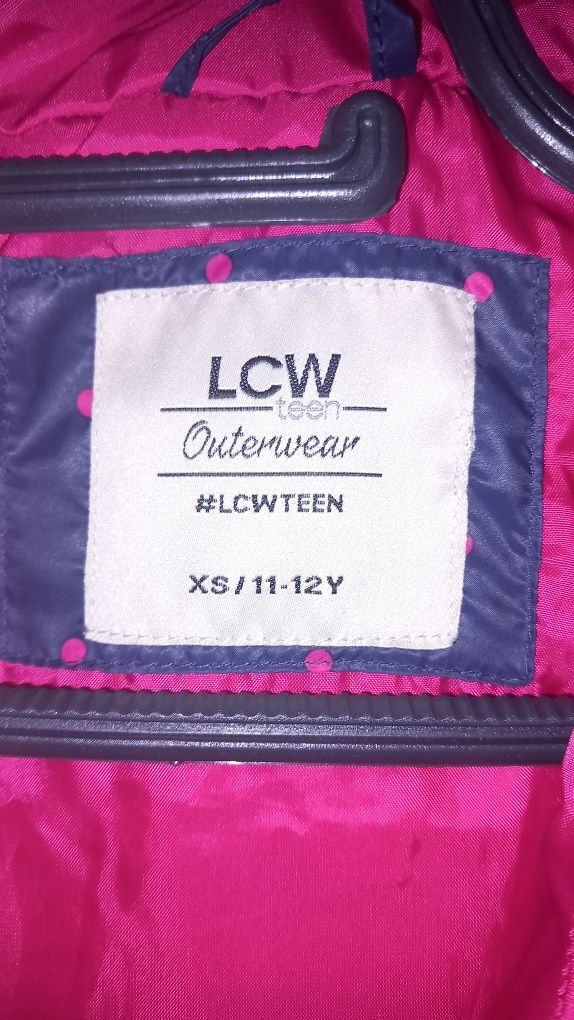 LCW
teen
Outerwear
#LCWTEEN
XS/11-12Y